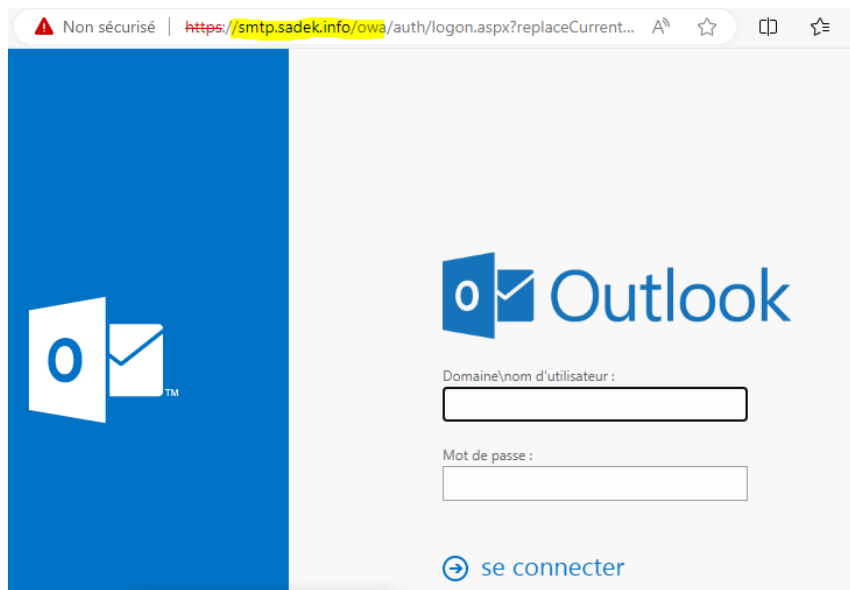 Non sécurisé | https://smtp.sadek.info/owa/auth/logon.aspx?replaceCurrent... A
O
TM
O Outlook
Domaine\nom d'utilisateur :
Mot de passe :
se connecter